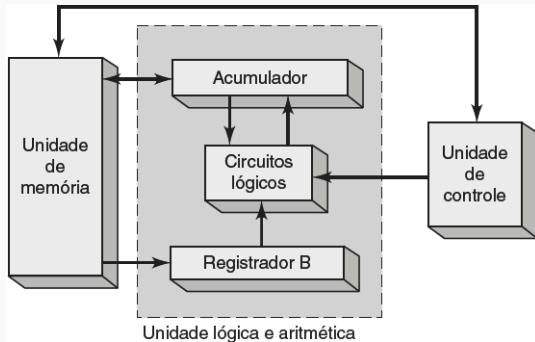 Acumulador
Unidade
de
memória
Circuitos
lógicos
Unidade
de
controle
Registrador B
Unidade lógica e aritmética